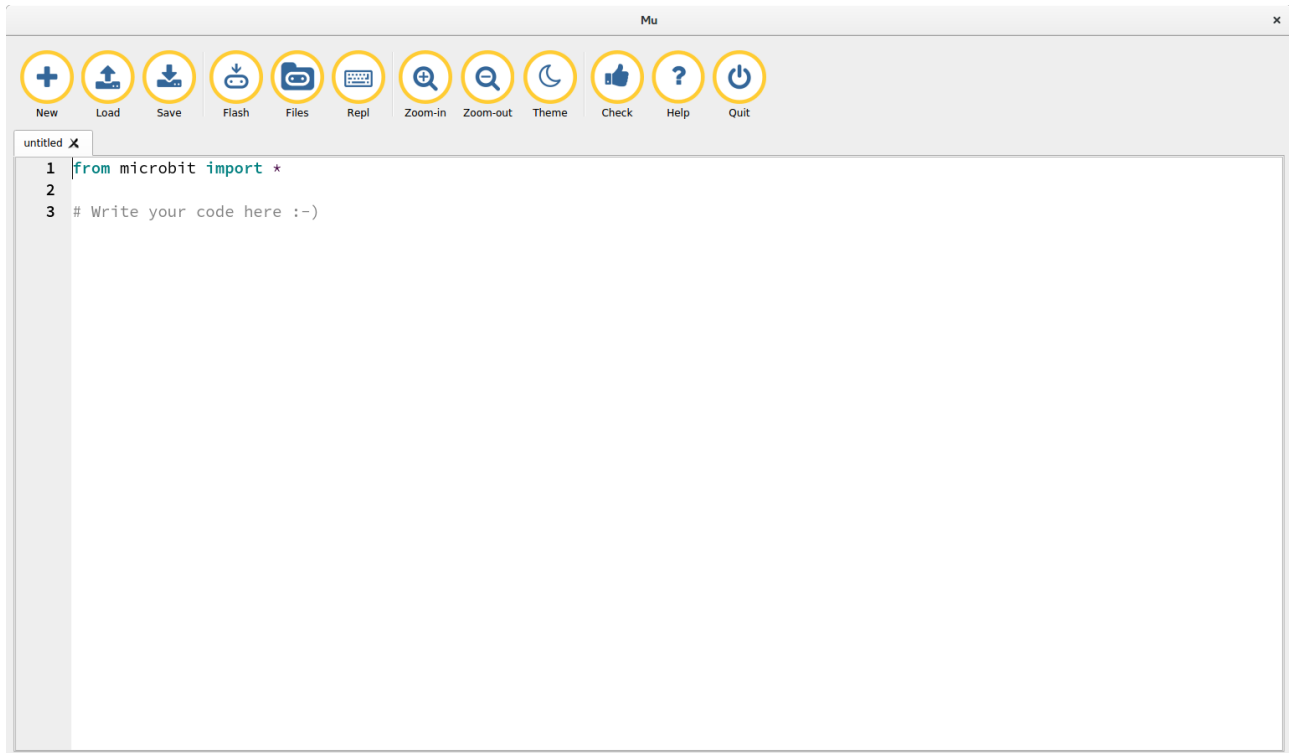 Mu
New Load Save Flash Files Repl Zoom-in Zoom-out Theme Check Help Quit
untitled
1 from microbit import *
2
3 # Write your code here :-)